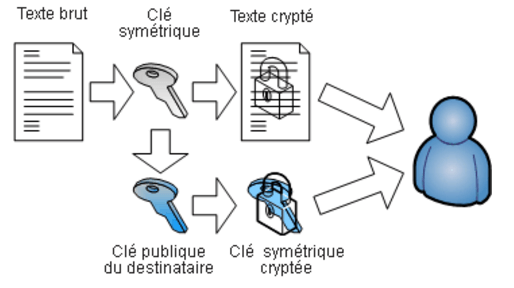 Texte brut
Clé
symétrique
Texte crypté
Clé publique
du destinataire
Clé symétrique
cryptée